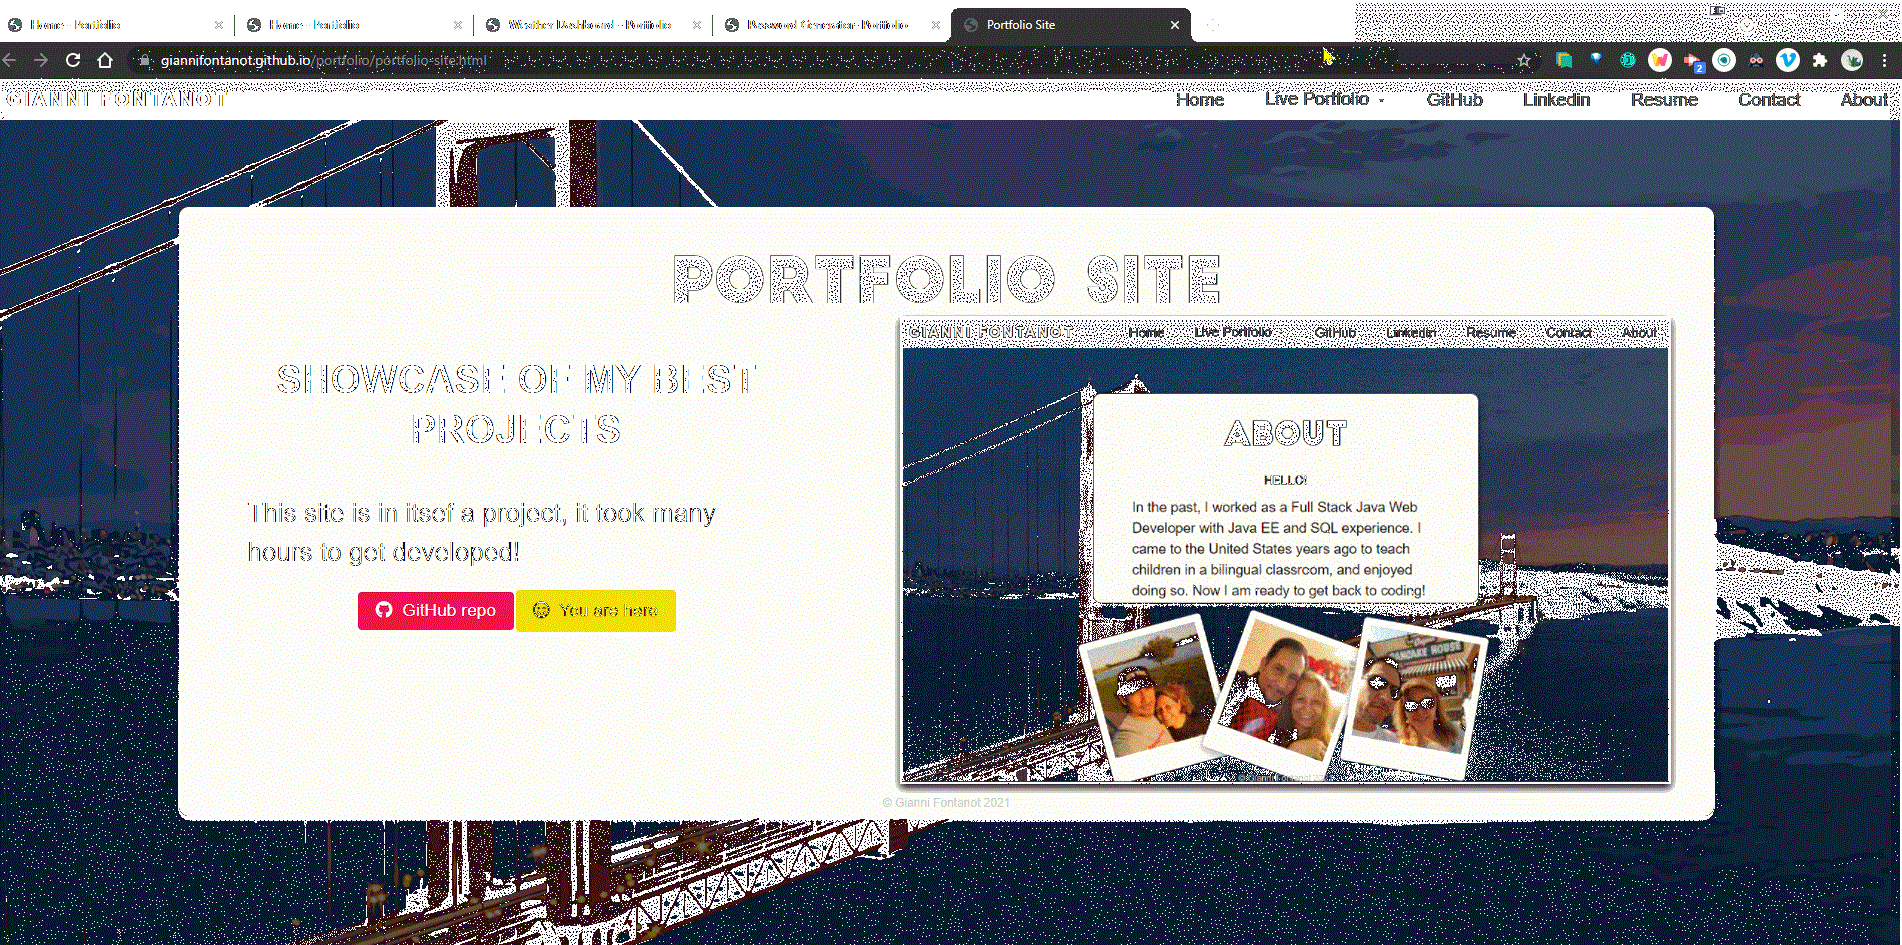 Home - Portfolio
Home - Portfolio
Weather Dashboard - Portfolio
Password Generator - Portfolio
Portfolio Site
giannifontanot.github.io/portfolio/portfolio-site.html
2
GIANNI FONTANOT
Home
Live Portfolio
GitHub
Linkedin
Resume
Contact
About
PORTFOLIO SITE
SHOWCASE OF MY BEST
PROJECTS
This site is in itsef a project, it took many
hours to get developed!
GitHub repo
You are here
GIANNI FONTANOT
Home
Live Portfolio
GitHub
Linkedin
Resume
Contact
About
ABOUT
HELLO!
In the past, I worked as a Full Stack Java Web
Developer with Java EE and SQL experience. I
came to the United States years ago to teach
children in a bilingual classroom, and enjoyed
doing so. Now I am ready to get back to coding!
PANCAKE HOUSE
© Gianni Fontanot 2021